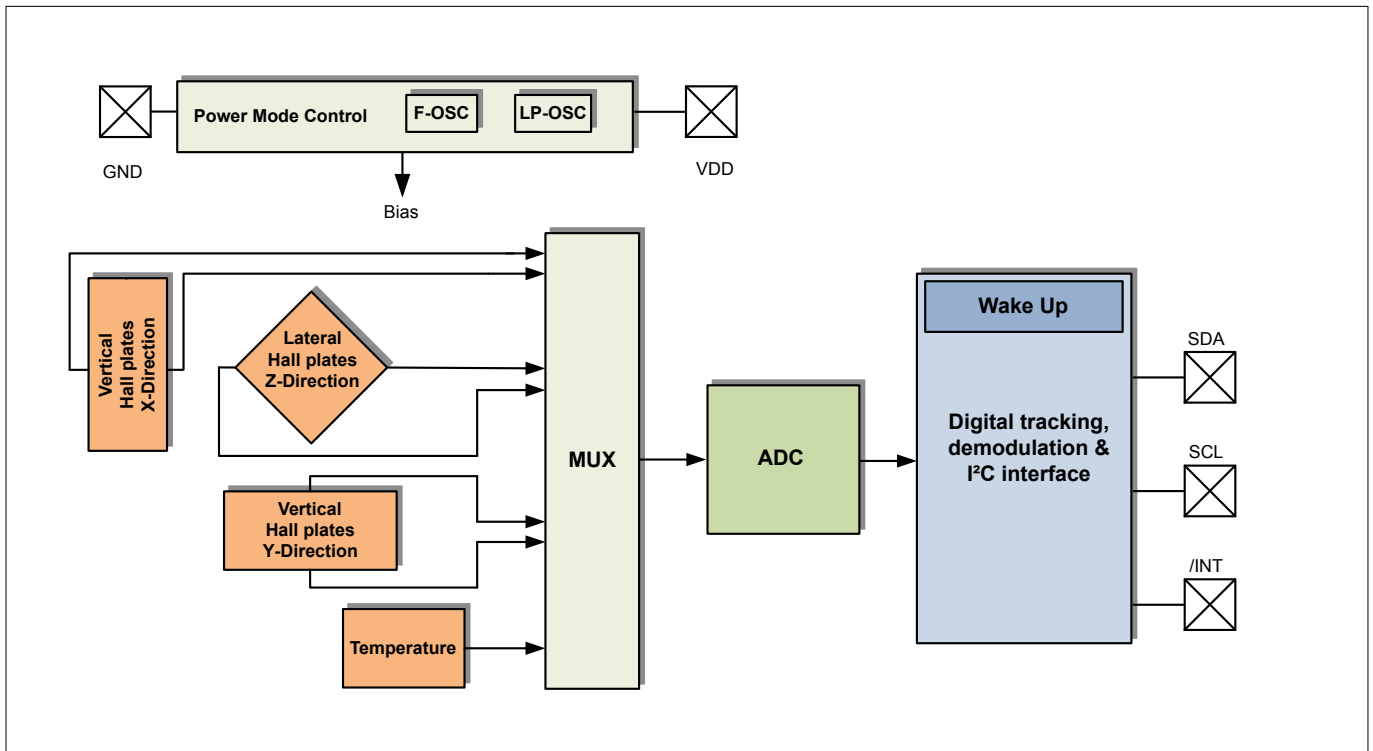 Power Mode Control
F-OSC
LP-OSC
GND
VDD
Bias
Vertical
Hall plates
X-Direction
Lateral
Hall plates
Z-Direction
Vertical
Hall plates
Y-Direction
Temperature
MUX
ADC
Wake Up
Digital tracking,
demodulation &
I²C interface
SDA
SCL
/INT